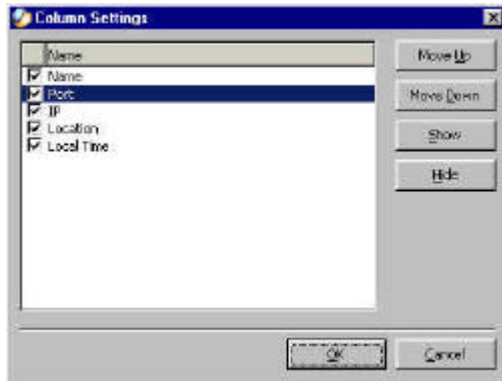 Column Settings
Name
Name
Port
IP
Location
Local Time
Move Up
Move Down
Show
Hide
OK
Cancel